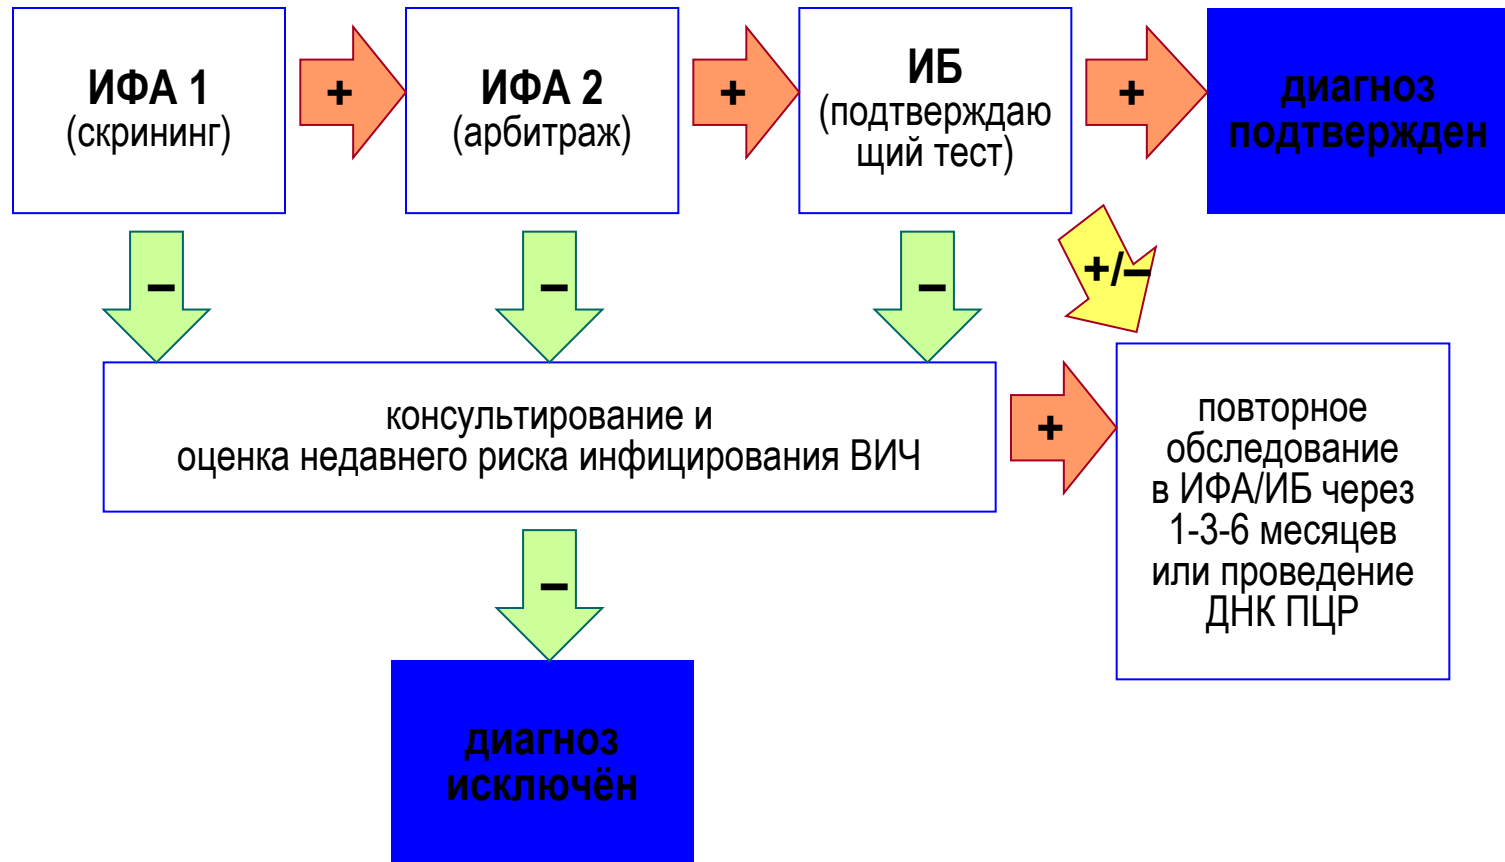 ИФА 1
(скрининг)
+
ИФА 2
(арбитраж)
+
ИБ
(подтверждаю
щий тест)
+
диагноз
подтвержден
–
–
–
+/–
консультирование и
оценка недавнего риска инфицирования ВИЧ
+
повторное
обследование
в ИФА/ИБ через
1-3-6 месяцев
или проведение
ДНК ПЦР
–
диагноз
исключён